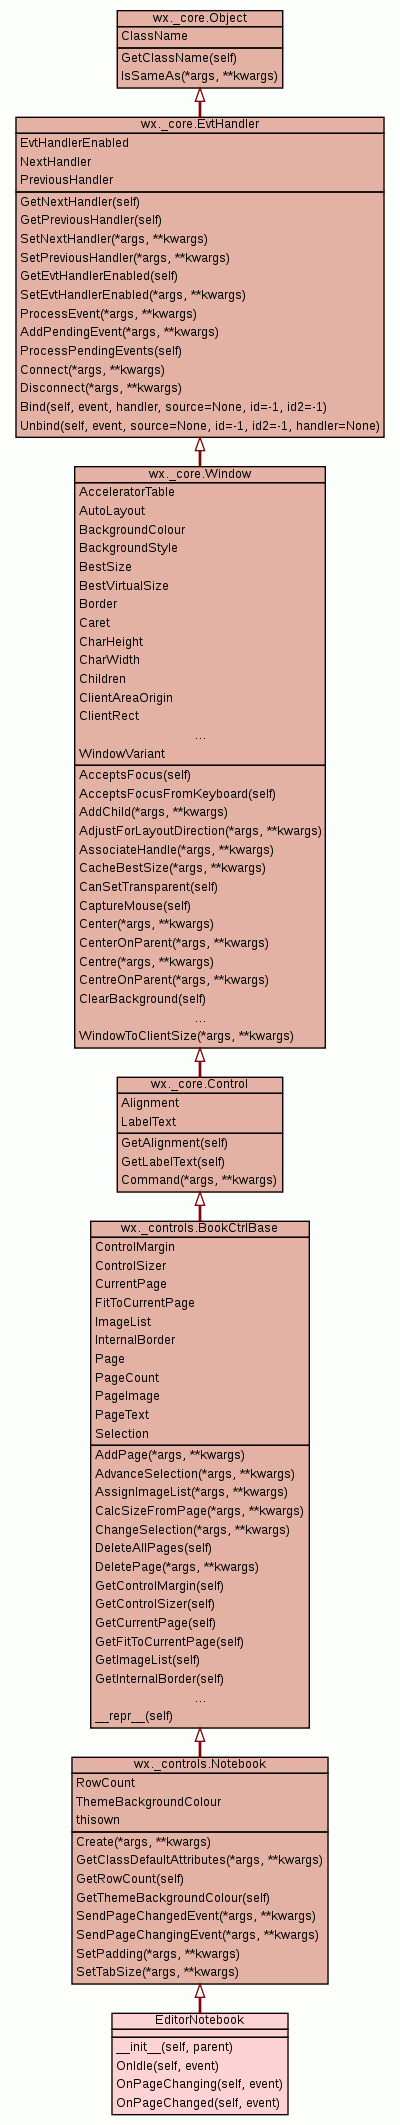 wx._core.Object
ClassName
GetClassName(self)
IsSameAs(*args, **kwargs)
wx._core.EvtHandler
EvtHandlerEnabled
NextHandler
PreviousHandler
GetNextHandler(self)
GetPreviousHandler(self)
SetNextHandler(*args, **kwargs)
SetPreviousHandler(*args, **kwargs)
GetEvtHandlerEnabled(self)
SetEvtHandlerEnabled(*args, **kwargs)
ProcessEvent(*args, **kwargs)
AddPendingEvent(*args, **kwargs)
ProcessPendingEvents(self)
Connect(*args, **kwargs)
Disconnect(*args, **kwargs)
Bind(self, event, handler, source=None, id=-1, id2=-1)
Unbind(self, event, source=None, id=-1, id2=-1, handler=None)
wx._core.Window
AcceleratorTable
AutoLayout
BackgroundColour
BackgroundStyle
BestSize
BestVirtualSize
Border
Caret
CharHeight
CharWidth
Children
ClientAreaOrigin
ClientRect
...
WindowVariant
AcceptsFocus(self)
AcceptsFocusFromKeyboard(self)
AddChild(*args, **kwargs)
AdjustForLayoutDirection(*args, **kwargs)
AssociateHandle(*args, **kwargs)
CacheBestSize(*args, **kwargs)
CanSetTransparent(self)
CaptureMouse(self)
Center(*args, **kwargs)
CenterOnParent(*args, **kwargs)
Centre(*args, **kwargs)
CentreOnParent(*args, **kwargs)
ClearBackground(self)
...
WindowToClientSize(*args, **kwargs)
wx._core.Control
Alignment
LabelText
GetAlignment(self)
GetLabelText(self)
Command(*args, **kwargs)
wx._controls.BookCtrlBase
ControlMargin
ControlSizer
CurrentPage
FitToCurrentPage
ImageList
InternalBorder
Page
PageCount
PageImage
PageText
Selection
AddPage(*args, **kwargs)
AdvanceSelection(*args, **kwargs)
AssignImageList(*args, **kwargs)
CalcSizeFromPage(*args, **kwargs)
ChangeSelection(*args, **kwargs)
DeleteAllPages(self)
DeletePage(*args, **kwargs)
GetControlMargin(self)
GetControlSizer(self)
GetCurrentPage(self)
GetFitToCurrentPage(self)
GetImageList(self)
GetInternalBorder(self)
...
__repr__(self)
wx._controls.Notebook
RowCount
ThemeBackgroundColour
thisown
Create(*args, **kwargs)
GetClassDefaultAttributes(*args, **kwargs)
GetRowCount(self)
GetThemeBackgroundColour(self)
SendPageChangedEvent(*args, **kwargs)
SendPageChangingEvent(*args, **kwargs)
SetPadding(*args, **kwargs)
SetTabSize(*args, **kwargs)
EditorNotebook
__init__(self, parent)
OnIdle(self, event)
OnPageChanging(self, event)
OnPageChanged(self, event)